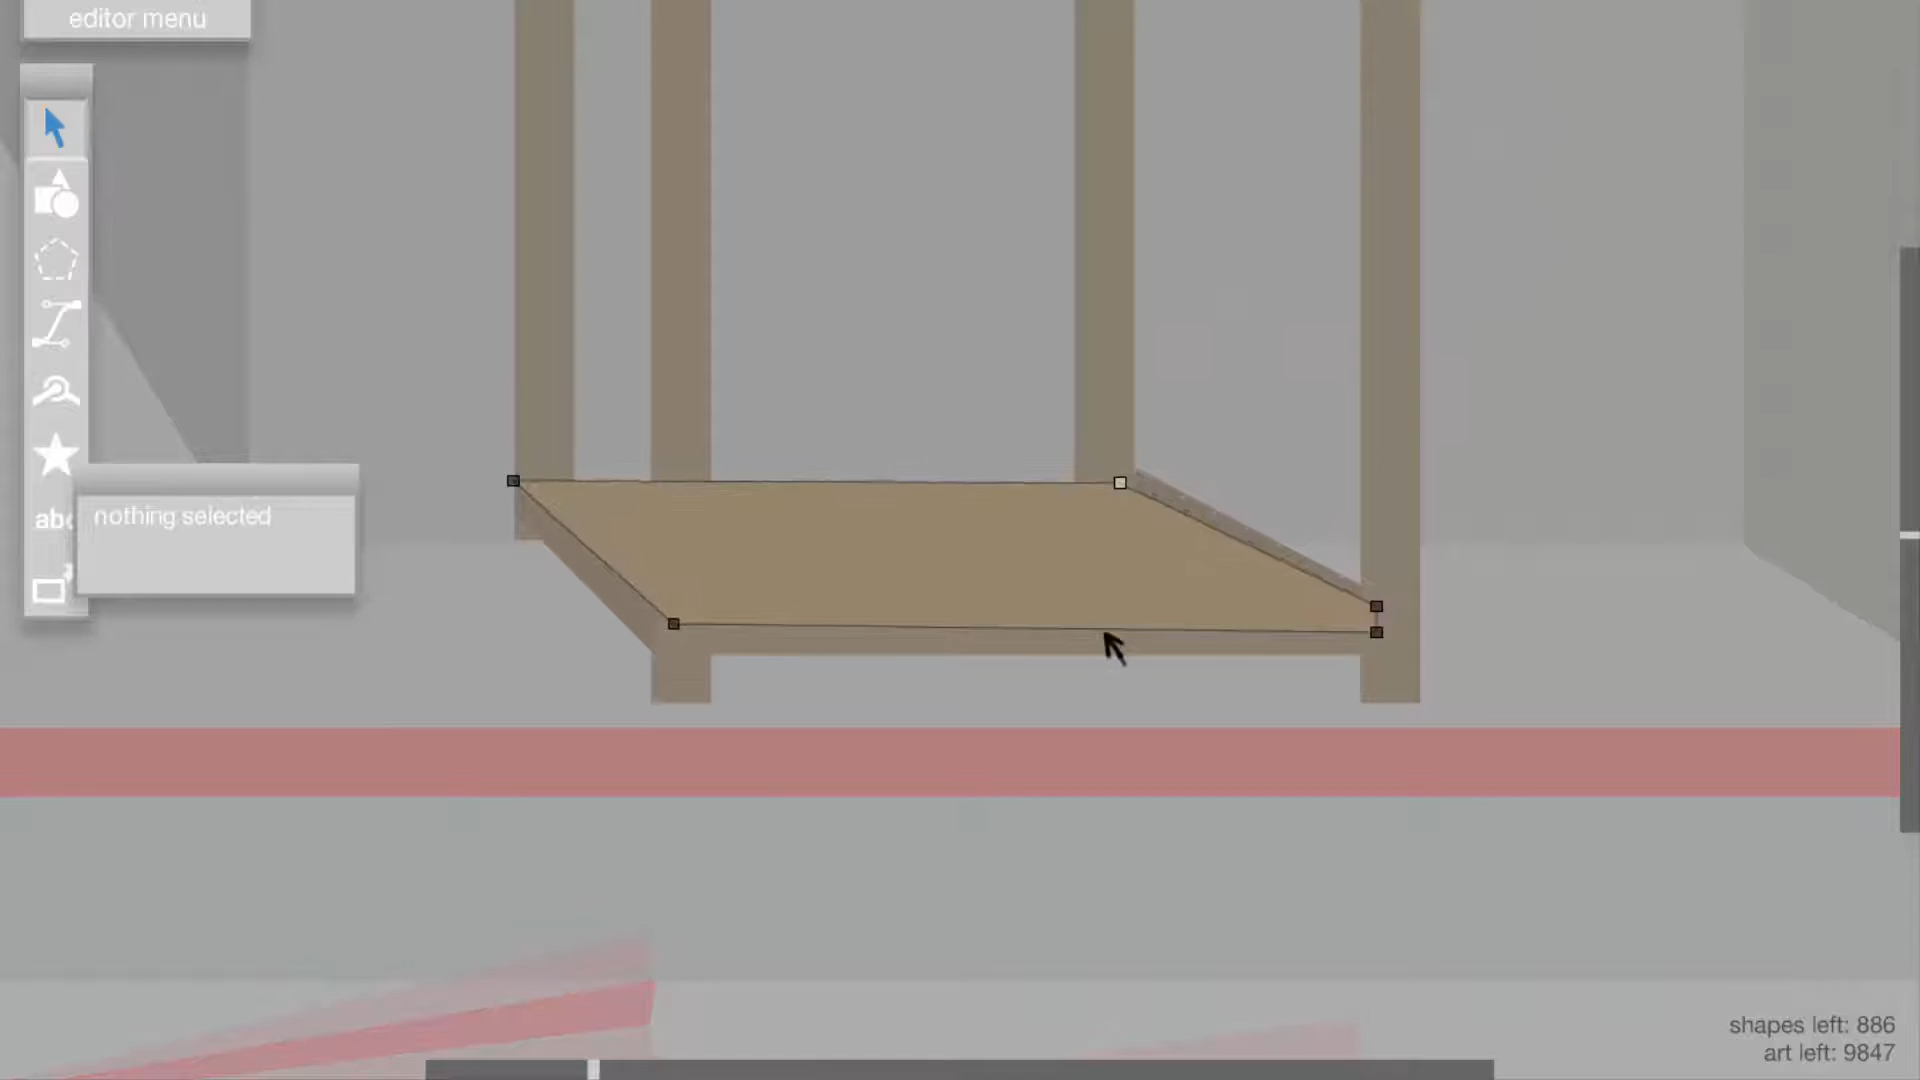 editor menu
abc
nothing selected
shapes left: 886
art left: 9847